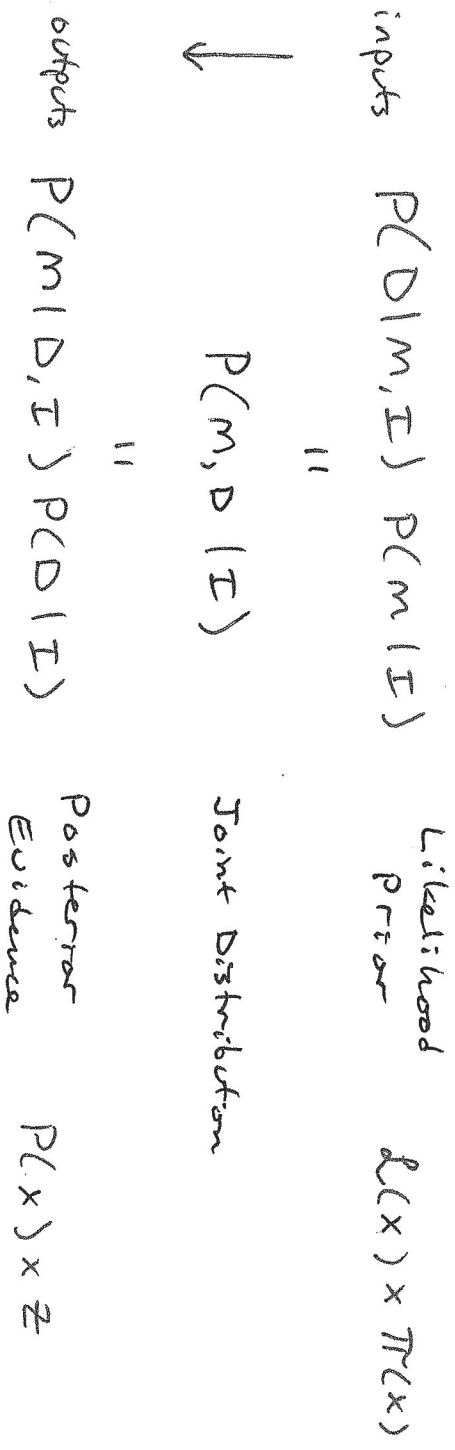 inputs P(D|M,I) P(M|I) Likelihood Prior L(x) × π(x)
=
↓ P(M,D|I) Joint Distribution
=
outputs P(M|D,I) P(D|I) Posterior Evidence P(x) × Z